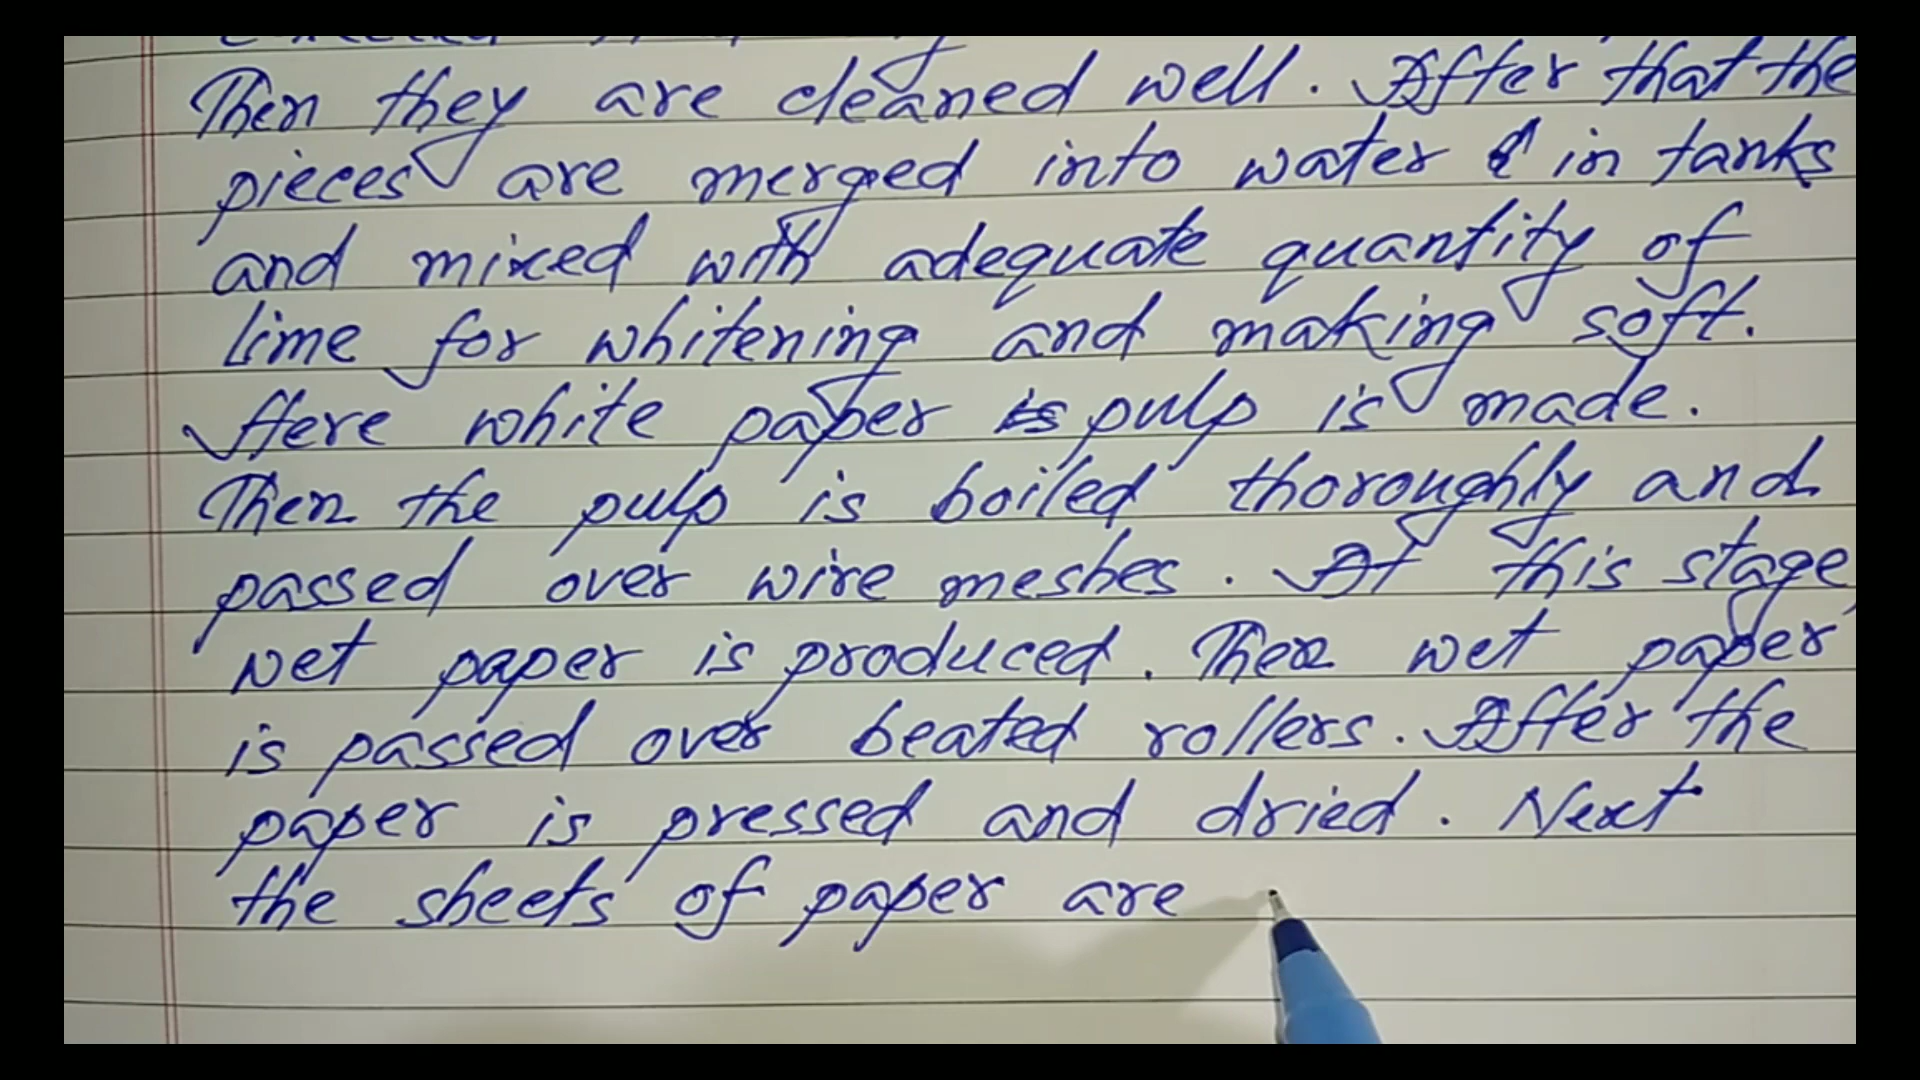 Then they are cleaned well. After that the
pieces are merged into water in tanks
and mixed with adequate quantity of
lime for whitening and making soft.
Here white paper is pulp is made.
Then the pulp is boiled thoroughly and
passed over wire meshes. At this stage,
wet paper is produced. Then wet paper
is passed over beated rollers. After the
paper is pressed and dried. Next
the sheets of paper are